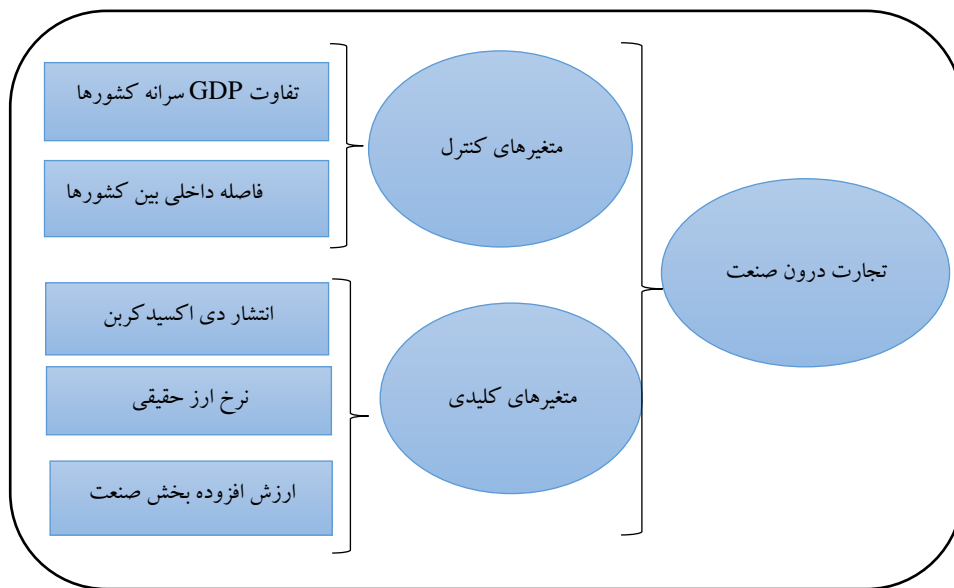 تجارت درون صنعت
متغیرهای کنترل
تفاوت GDP سرانه کشورها
فاصله داخلی بین کشورها
متغیرهای کلیدی
انتشار دی اکسیدکربن
نرخ ارز حقیقی
ارزش افزوده بخش صنعت